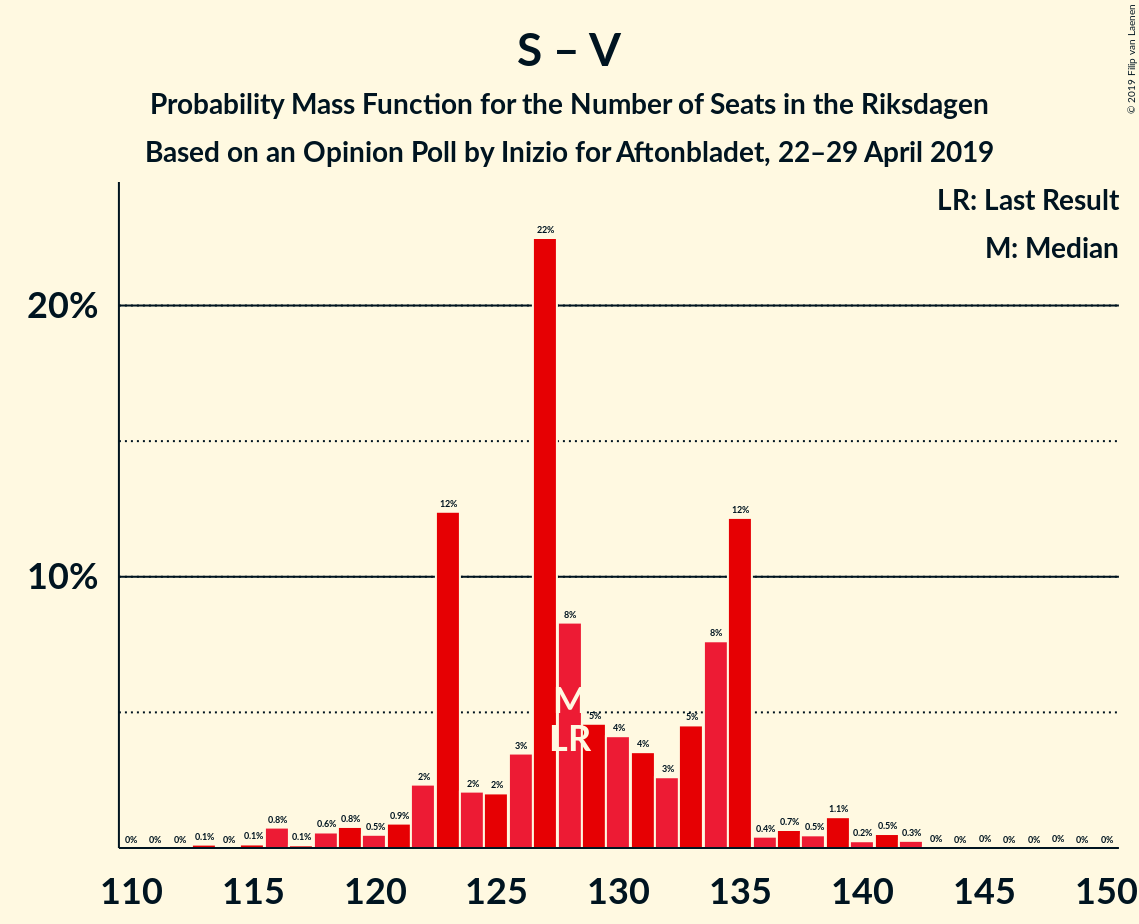 S – V
Probability Mass Function for the Number of Seats in the Riksdagen
Based on an Opinion Poll by Inizio for Aftonbladet, 22–29 April 2019
© 2019 Filip van Laenen
LR: Last Result
M: Median
20%
10%
0% 0% 0% 0.1% 0% 0.1% 0.8% 0.1% 0.6% 0.8% 0.5% 0.9% 2% 12% 2% 2% 3% 22% 8% 5% 4% 4% 3% 5% 8% 12% 0.4% 0.7% 0.5% 1.1% 0.2% 0.5% 0.3% 0% 0% 0% 0% 0% 0% 0% 0%
M
LR
110 115 120 125 130 135 140 145 150